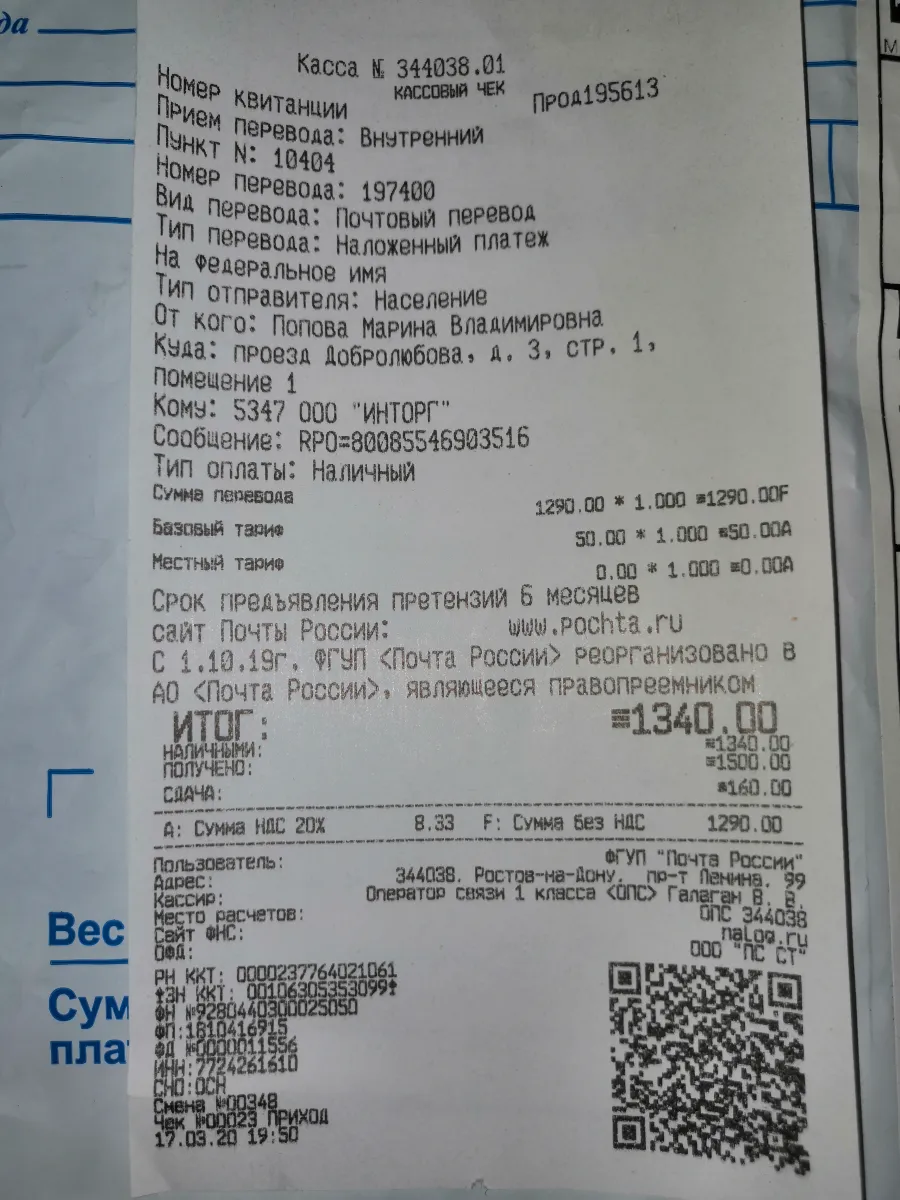 да
Касса № 344038.01
КАССОВЫЙ ЧЕК
Номер квитанции Прод195613
Прием перевода: Внутренний
Пункт N: 10404
Номер перевода: 197400
Вид перевода: Почтовый перевод
Тип перевода: Наложенный платеж
На федеральное имя
Тип отправителя: Население
От кого: Попова Марина Владимировна
Куда: проезд Добролюбова, д. 3, стр. 1,
помещение 1
Кому: 5347 ООО "ИНТОРГ"
Сообщение: RPO=80085546903516
Тип оплаты: Наличный
Сумма перевода 1290.00 * 1.000 ≡1290.00F
Базовый тариф 50.00 * 1.000 ≡50.00А
Местный тариф 0.00 * 1.000 ≡0.00А
Срок предъявления претензий 6 месяцев
сайт Почты России: www.pochta.ru
С 1.10.19г. ФГУП <Почта России> реорганизовано в
АО <Почта России>, являющееся правопреемником
ИТОГ: ≡1340.00
НАЛИЧНЫМИ: ≡1340.00
ПОЛУЧЕНО: ≡1500.00
СДАЧА: ≡160.00
А: Сумма НДС 20% 8.33 F: Сумма без НДС 1290.00
Пользователь: ФГУП "Почта России"
Адрес: 344038, Ростов-на-Дону, пр-т Ленина, 99
Кассир: Оператор связи 1 класса <ОПС> Галаган В. В.
Место расчетов: ОПС 344038
Сайт ФНС: nalog.ru
ОФД: ООО "ПС СТ"
РН ККТ: 0000237764021061
ЗН ККТ: 00106305353099
ФН №9280440300025050
ФП:1810416915
ФД №0000011556
ИНН:7724261610
СНО:ОСН
Смена №00348
Чек №00023 ПРИХОД
17.03.20 19:50
Вес
Сум
пла
М